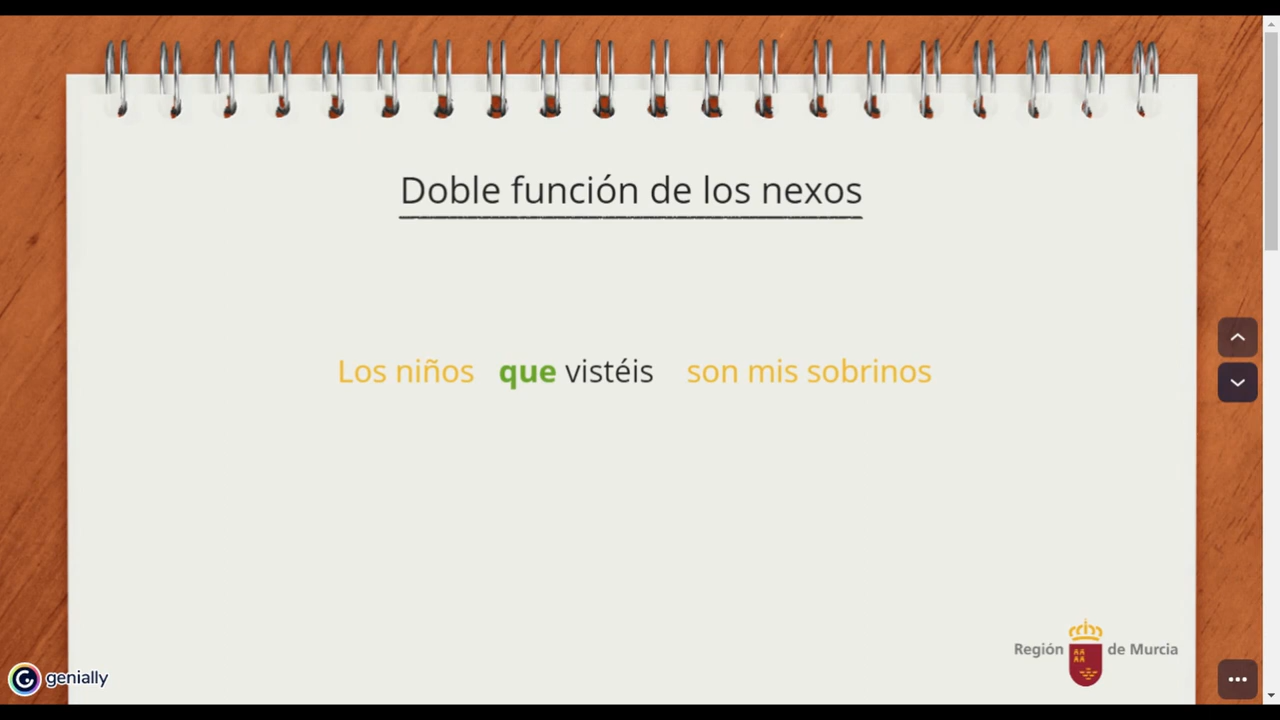 Doble función de los nexos
Los niños que vistéis son mis sobrinos
Región de Murcia
genially